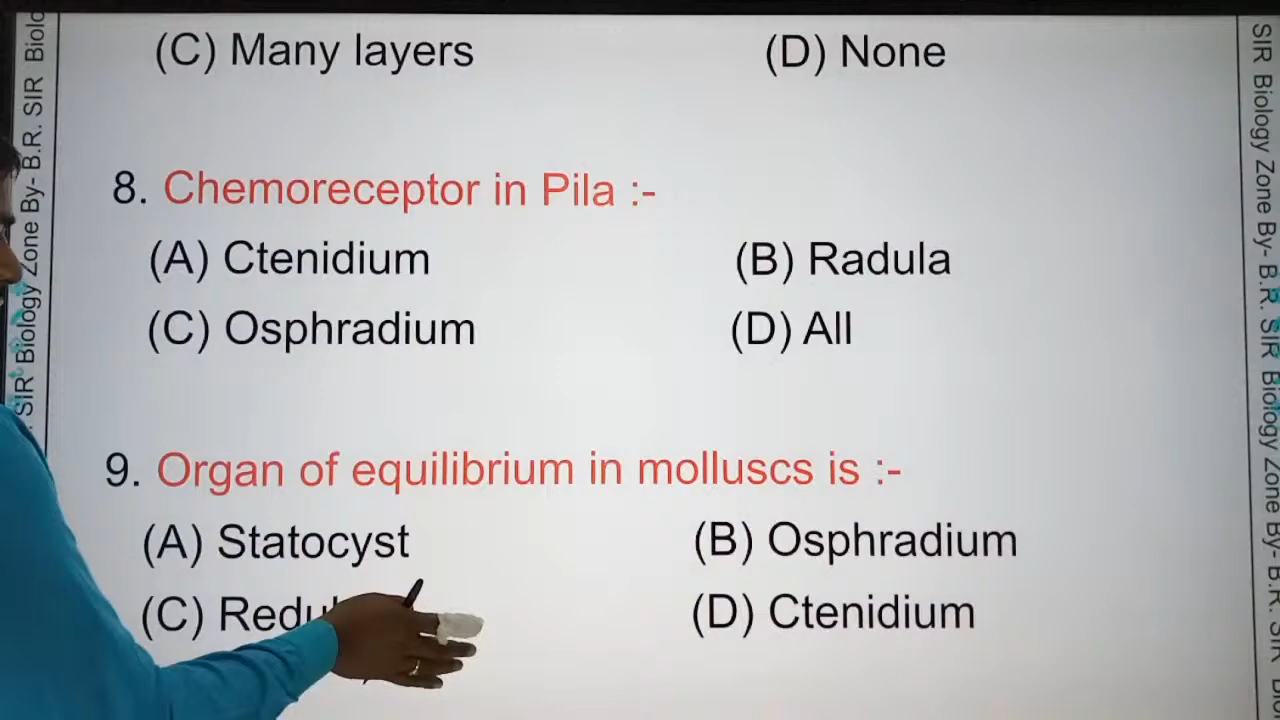 (C) Many layers (D) None
8. Chemoreceptor in Pila :-
(A) Ctenidium (B) Radula
(C) Osphradium (D) All
9. Organ of equilibrium in molluscs is :-
(A) Statocyst (B) Osphradium
(C) (D) Ctenidium
SIR Biology Zone By- B.R. SIR Biolo
SIR Biology Zone By- B.R. SIR Biology Zone By- B.R. SIR